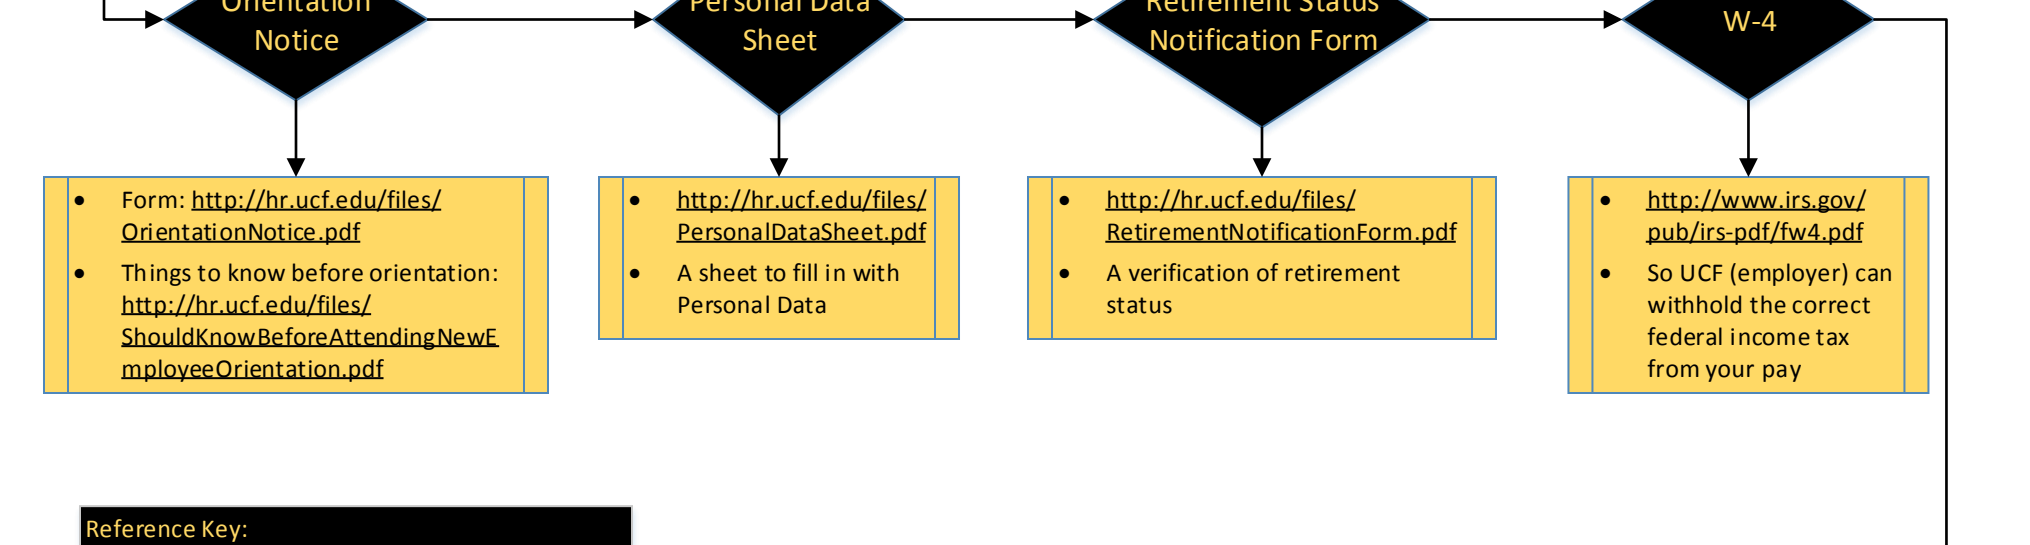 Orientation
Notice
Personal Data
Sheet
Retirement Status
Notification Form
W-4
• Form: http://hr.ucf.edu/files/
OrientationNotice.pdf
• Things to know before orientation:
http://hr.ucf.edu/files/
ShouldKnowBeforeAttendingNewE
mployeeOrientation.pdf
• http://hr.ucf.edu/files/
PersonalDataSheet.pdf
• A sheet to fill in with
Personal Data
• http://hr.ucf.edu/files/
RetirementNotificationForm.pdf
• A verification of retirement
status
• http://www.irs.gov/
pub/irs-pdf/fw4.pdf
• So UCF (employer) can
withhold the correct
federal income tax
from your pay
Reference Key: